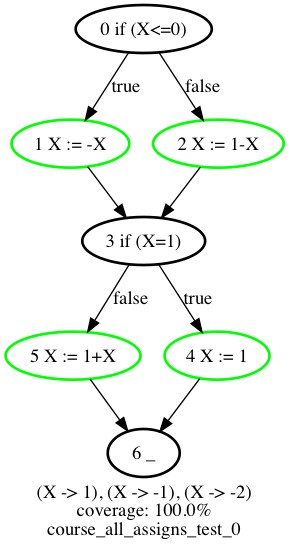 0 if (X<=0)
true
false
1 X := -X
2 X := 1-X
3 if (X=1)
false
true
5 X := 1+X
4 X := 1
6 _
(X -> 1), (X -> -1), (X -> -2)
coverage: 100.0%
course_all_assigns_test_0